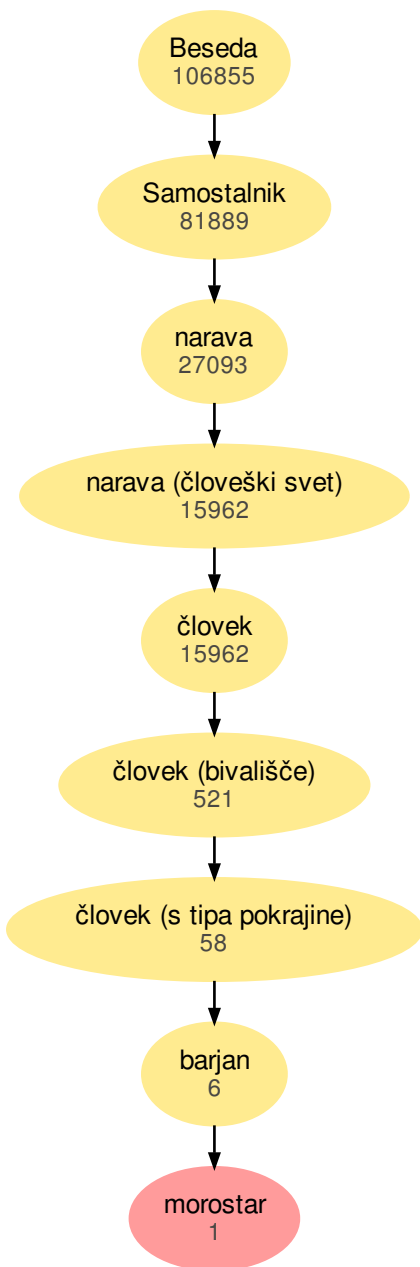 Beseda
106855
Samostalnik
81889
narava
27093
narava (človeški svet)
15962
človek
15962
človek (bivališče)
521
človek (s tipa pokrajine)
58
barjan
6
morostar
1